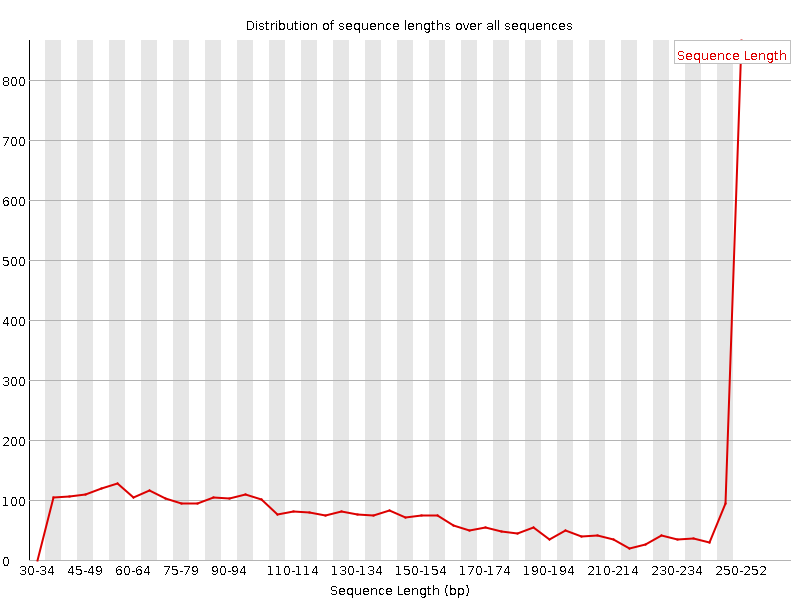 Distribution of sequence lengths over all sequences
Sequence Length
800
700
600
500
400
300
200
100
0
30-34 45-49 60-64 75-79 90-94 110-114 130-134 150-154 170-174 190-194 210-214 230-234 250-252
Sequence Length (bp)